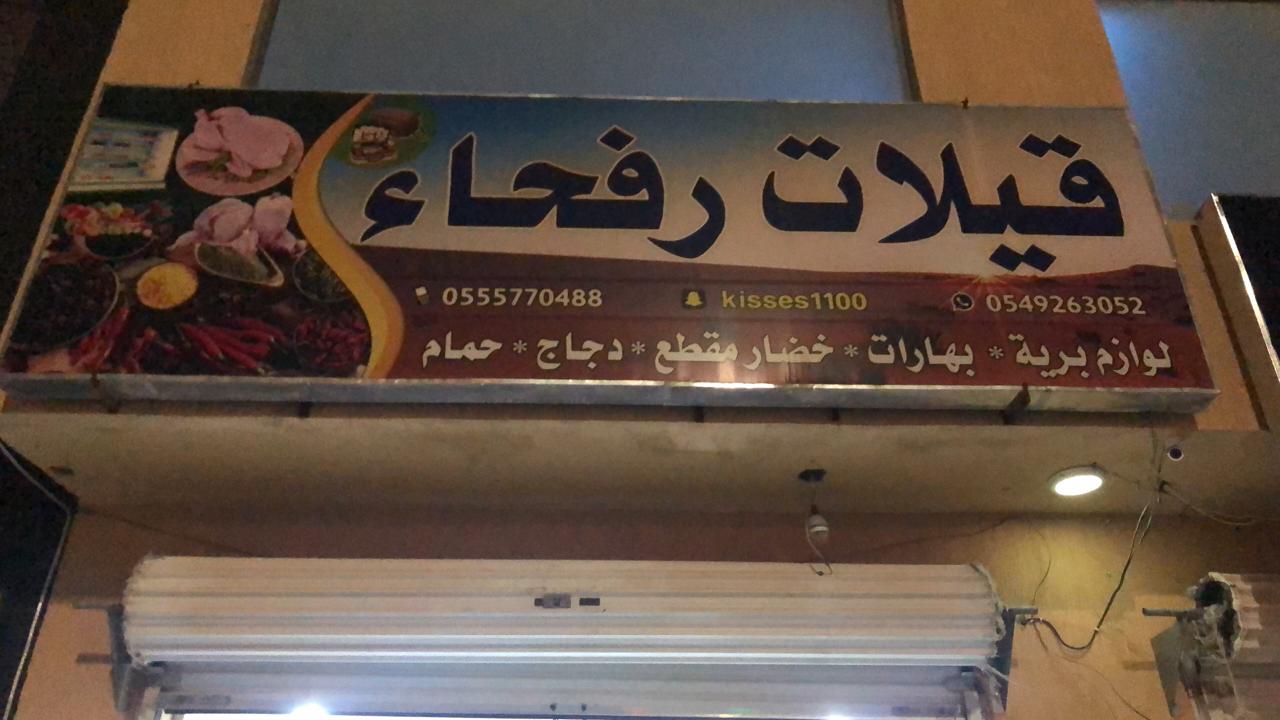 قيلات رفحاء
0549263052 kisses1100 0555770488
لوازم برية * بهارات * خضار مقطع * دجاج * حمام